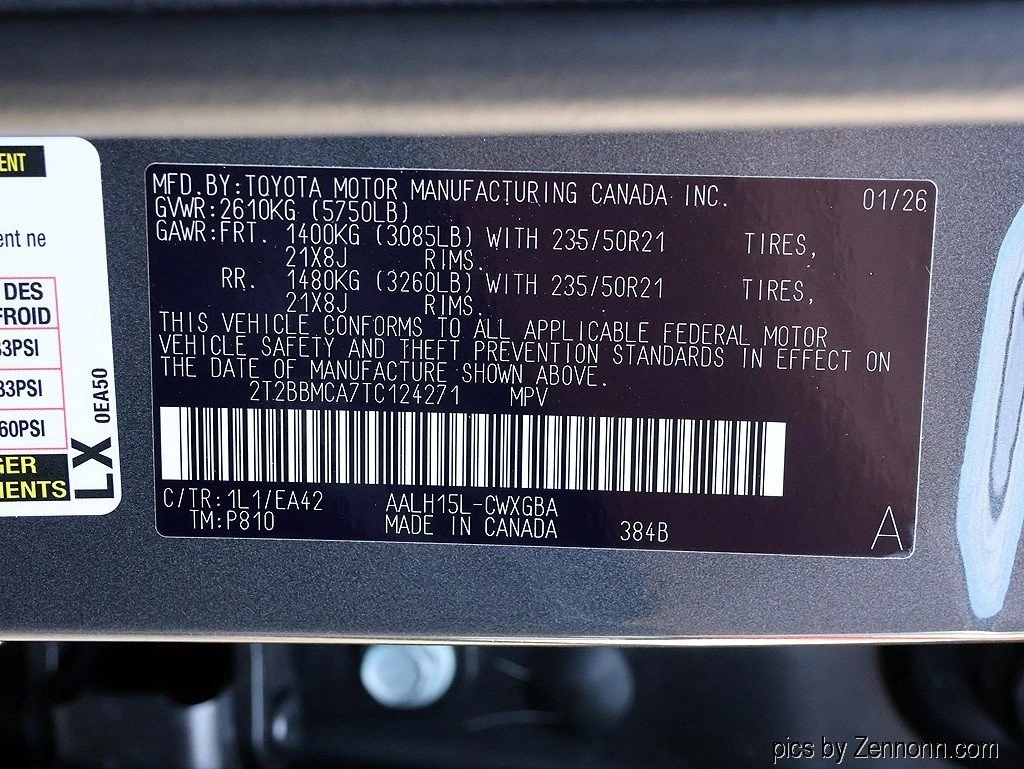 ENT
ent ne
DES
FROID
33PSI
33PSI
60PSI
GER
MENTS
LX 0EA50
MFD.BY:TOYOTA MOTOR MANUFACTURING CANADA INC. 01/26
GVWR:2610KG (5750LB)
GAWR:FRT. 1400KG (3085LB) WITH 235/50R21 TIRES,
21X8J RIMS.
RR. 1480KG (3260LB) WITH 235/50R21 TIRES,
21X8J RIMS.
THIS VEHICLE CONFORMS TO ALL APPLICABLE FEDERAL MOTOR
VEHICLE SAFETY AND THEFT PREVENTION STANDARDS IN EFFECT ON
THE DATE OF MANUFACTURE SHOWN ABOVE.
2T2BBMCA7TC124271 MPV
C/TR:1L1/EA42 AALH15L-CWXGBA
TM:P810 MADE IN CANADA 384B A
pics by Zennonn.com